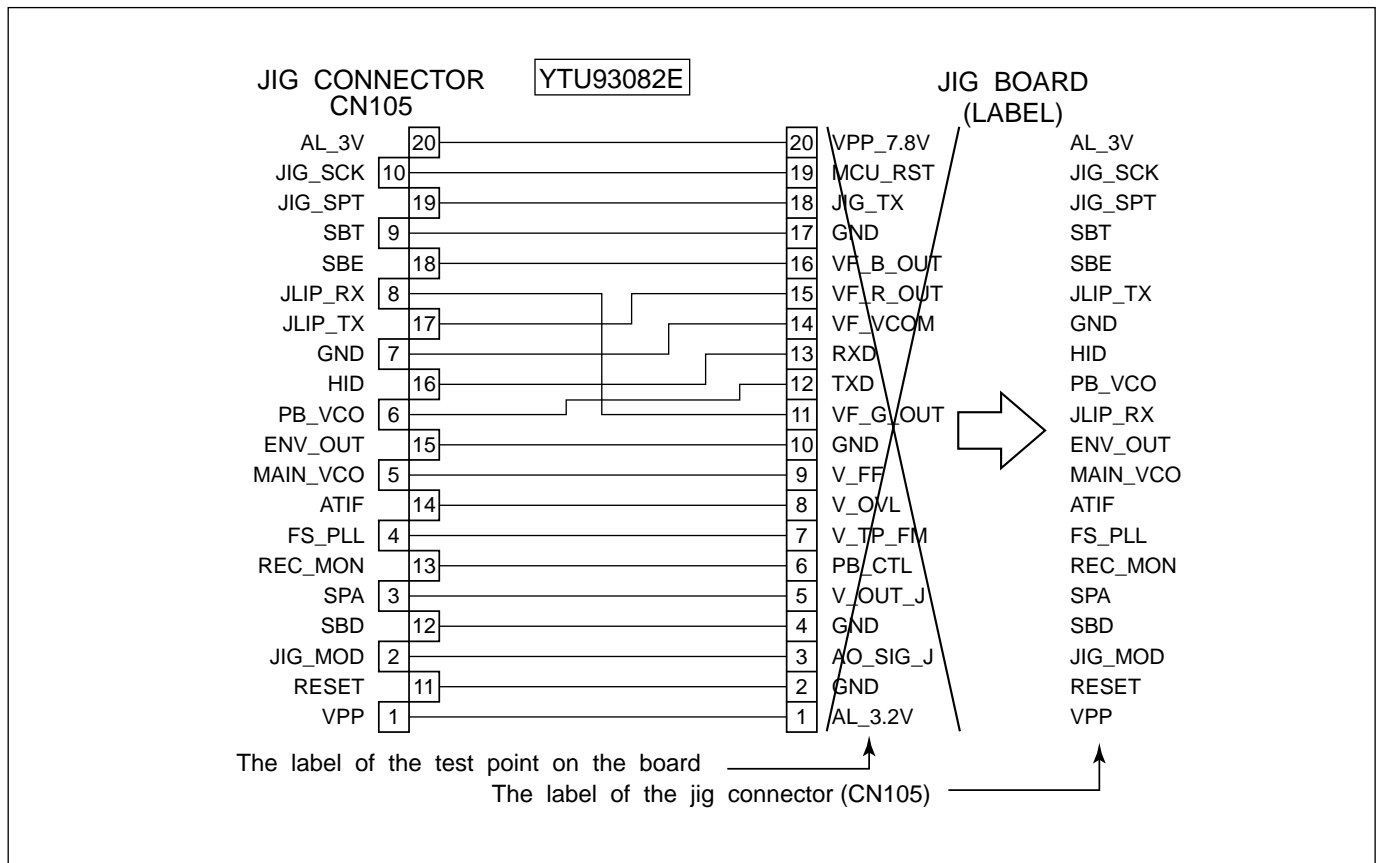 JIG CONNECTOR YTU93082E JIG BOARD
CN105 (LABEL)
AL_3V 20 20 VPP_7.8V AL_3V
JIG_SCK 10 19 MCU_RST JIG_SCK
JIG_SPT 19 18 JIG_TX JIG_SPT
SBT 9 17 GND SBT
SBE 18 16 VF_B_OUT SBE
JLIP_RX 8 15 VF_R_OUT JLIP_TX
JLIP_TX 17 14 VF_VCOM GND
GND 7 13 RXD HID
HID 16 12 TXD PB_VCO
PB_VCO 6 11 VF_G_OUT JLIP_RX
ENV_OUT 15 10 GND ENV_OUT
MAIN_VCO 5 9 V_FF MAIN_VCO
ATIF 14 8 V_OVL ATIF
FS_PLL 4 7 V_TP_FM FS_PLL
REC_MON 13 6 PB_CTL REC_MON
SPA 3 5 V_OUT_J SPA
SBD 12 4 GND SBD
JIG_MOD 2 3 AO_SIG_J JIG_MOD
RESET 11 2 GND RESET
VPP 1 1 AL_3.2V VPP
The label of the test point on the board
The label of the jig connector (CN105)